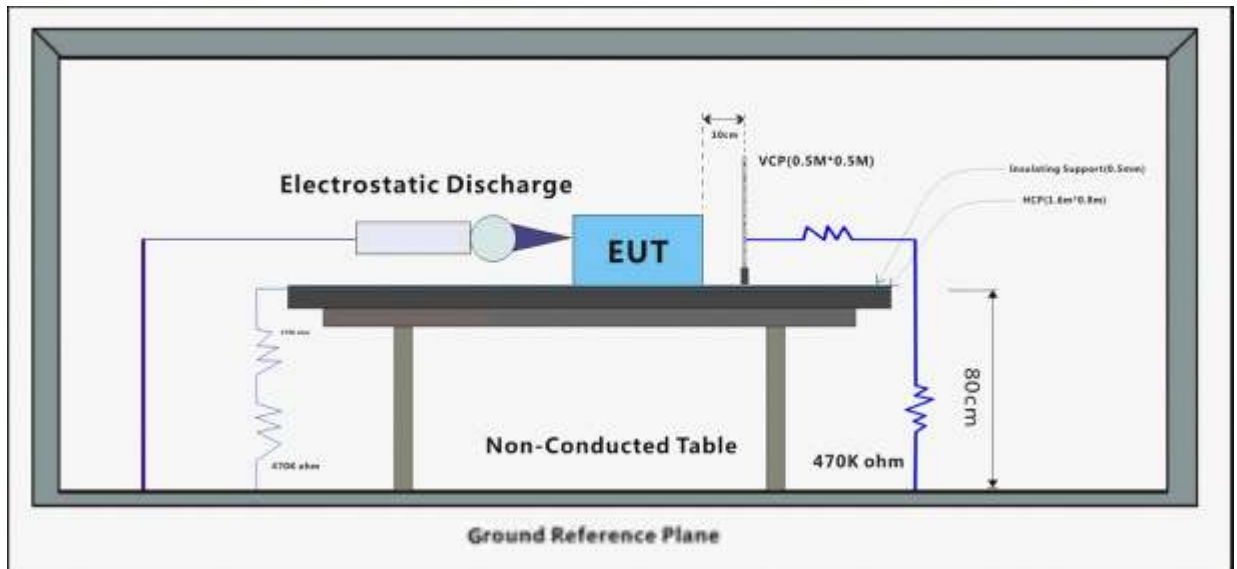 10cm
VCP(0.5M*0.5M)
Insulating Support(0.5mm)
Electrostatic Discharge
HCP(1.6m*0.8m)
EUT
80cm
Non-Conducted Table
470K ohm
470K ohm
Ground Reference Plane